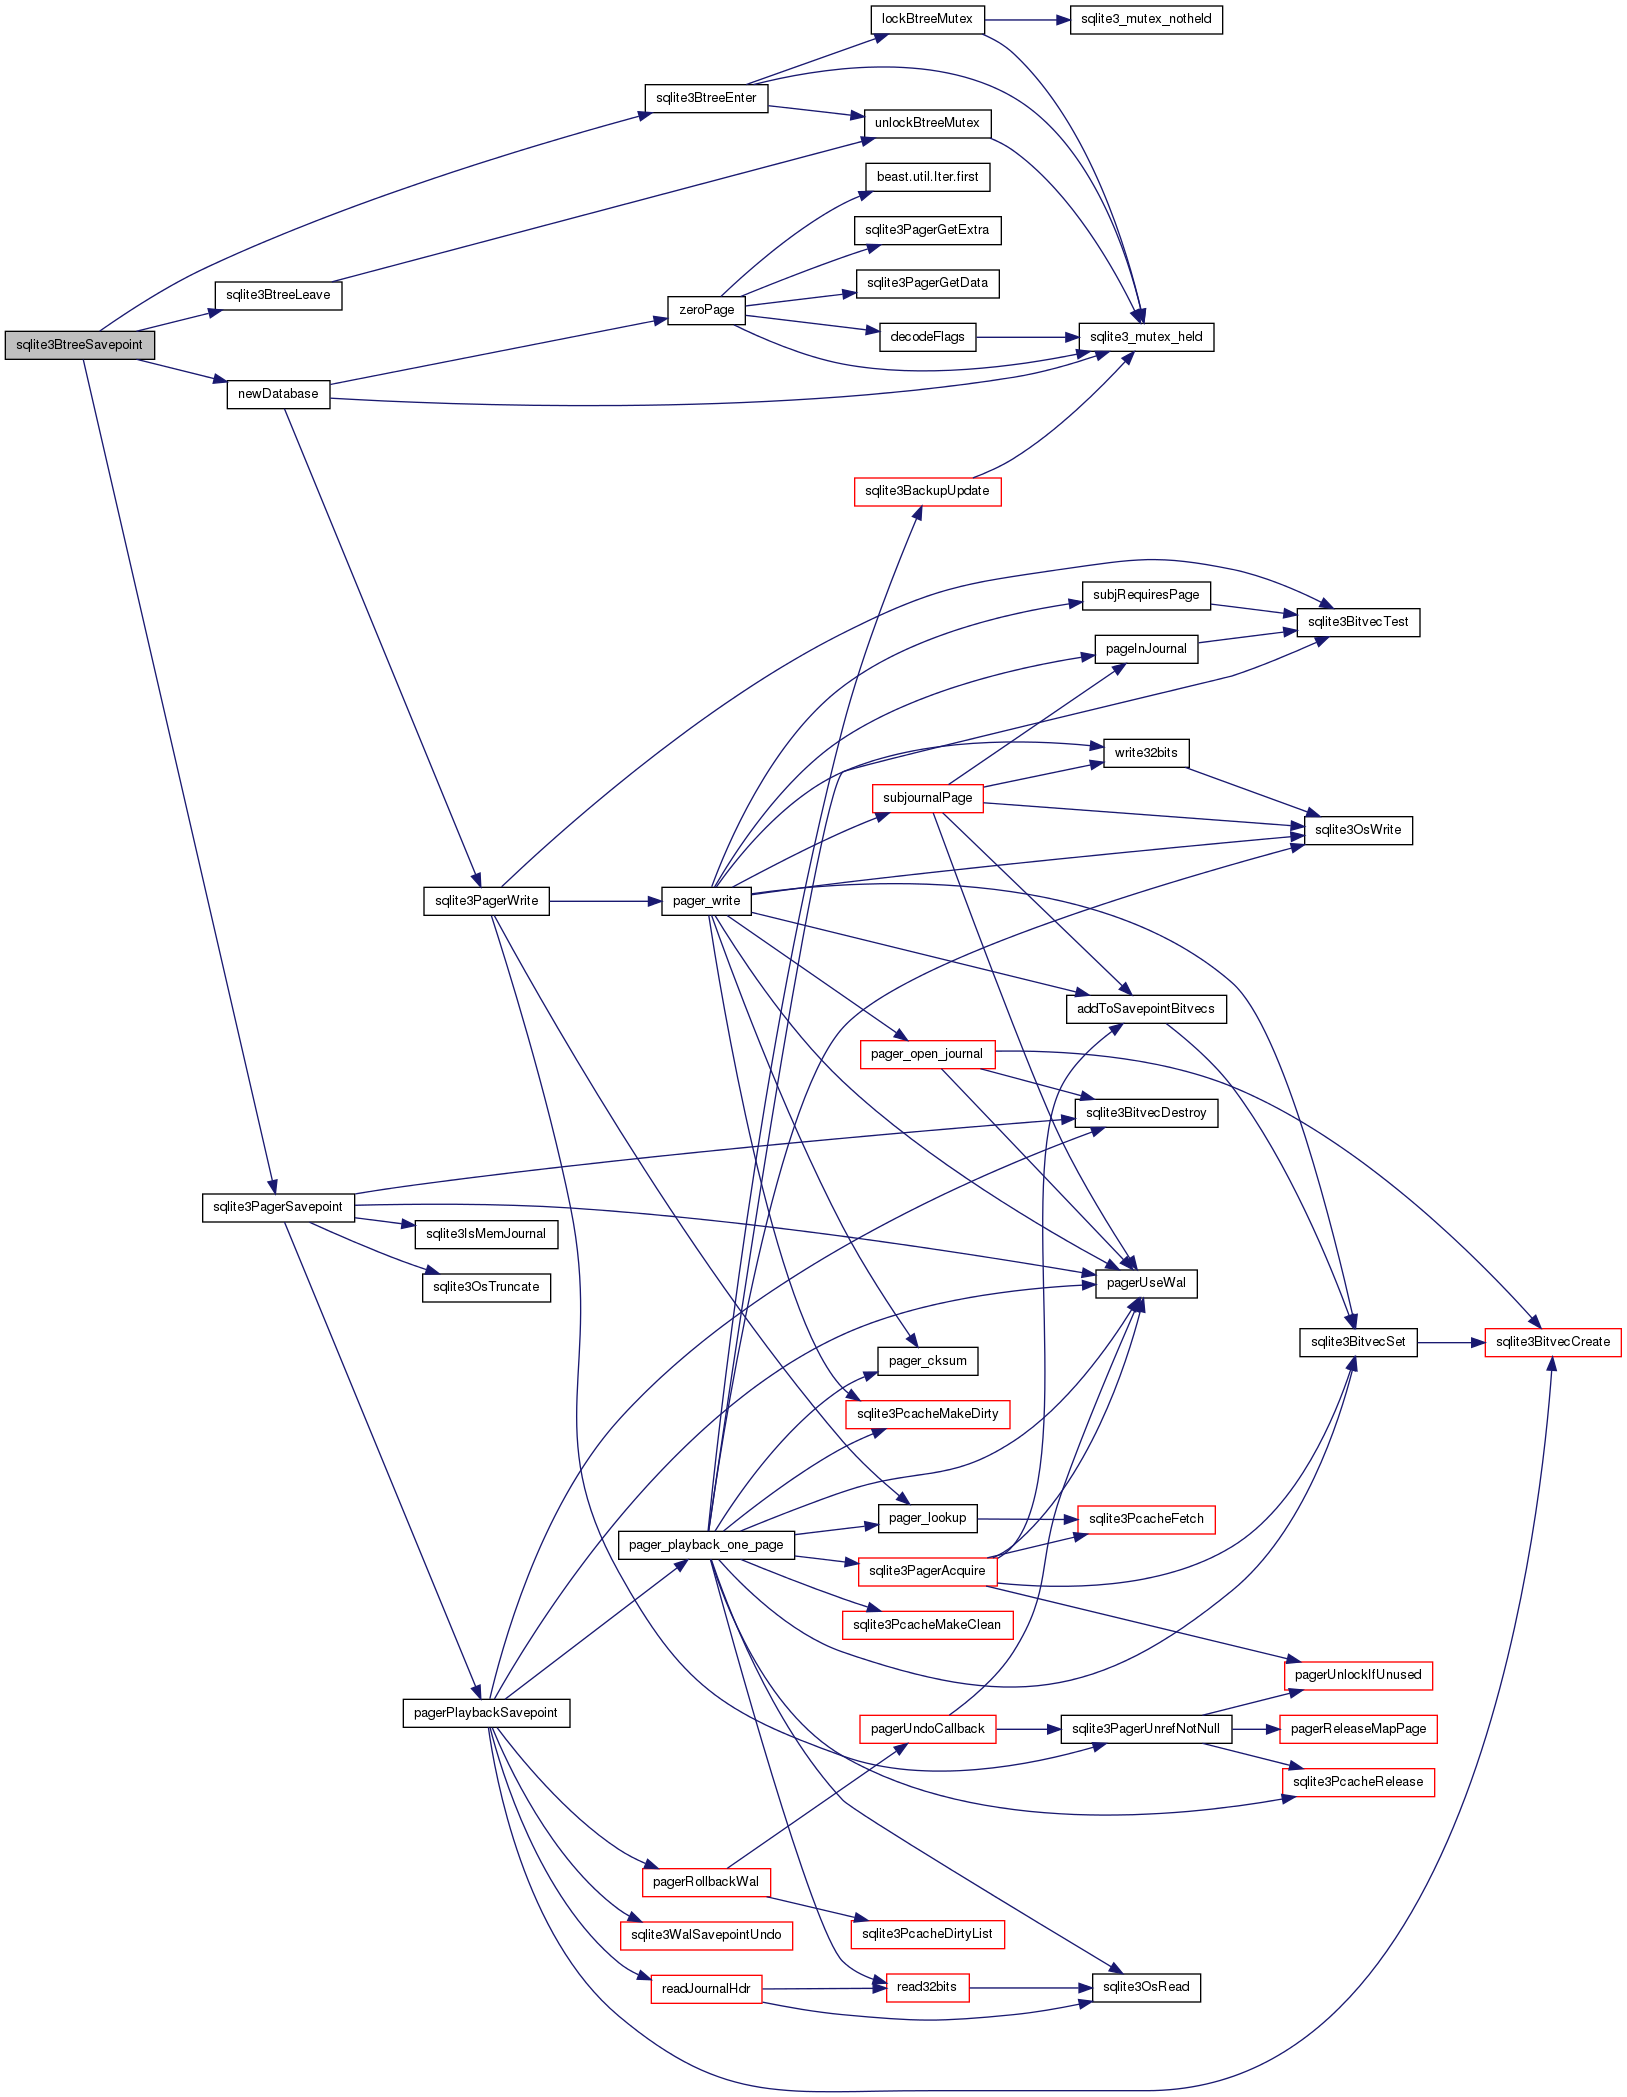 lockBtreeMutex
sqlite3_mutex_notheld
sqlite3BtreeEnter
unlockBtreeMutex
beast.util.Iter.first
sqlite3PagerGetExtra
sqlite3PagerGetData
sqlite3BtreeLeave
zeroPage
decodeFlags
sqlite3_mutex_held
sqlite3BtreeSavepoint
newDatabase
sqlite3BackupUpdate
subjRequiresPage
sqlite3BitvecTest
pageInJournal
write32bits
subjournalPage
sqlite3OsWrite
sqlite3PagerWrite
pager_write
addToSavepointBitvecs
pager_open_journal
sqlite3BitvecDestroy
sqlite3PagerSavepoint
sqlite3IsMemJournal
sqlite3OsTruncate
pagerUseWal
sqlite3BitvecSet
sqlite3BitvecCreate
pager_cksum
sqlite3PcacheMakeDirty
pager_lookup
sqlite3PcacheFetch
pager_playback_one_page
sqlite3PagerAcquire
sqlite3PcacheMakeClean
pagerUnlockIfUnused
pagerPlaybackSavepoint
pagerUndoCallback
sqlite3PagerUnrefNotNull
pagerReleaseMapPage
sqlite3PcacheRelease
pagerRollbackWal
sqlite3WalSavepointUndo
sqlite3PcacheDirtyList
readJournalHdr
read32bits
sqlite3OsRead